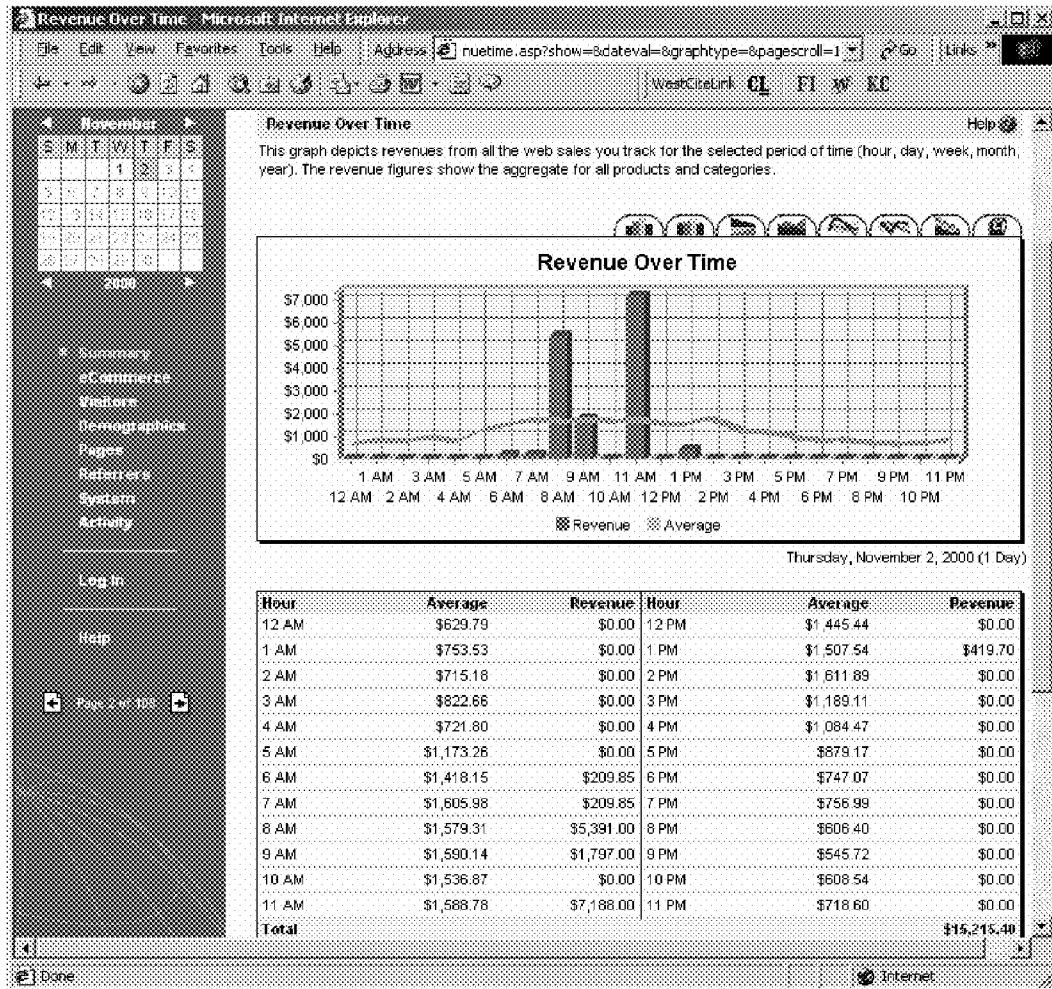 Revenue Over Time - Microsoft Internet Explorer
File Edit View Favorites Tools Help Address nuetime.asp?show=&dateval=&graphtype=&pagescroll=1 Go Links »
WestCiteLink CL FI W KC
November
S M T W T F S
1 2 3 4
2000
Summary
eCommerce
Visitors
Demographics
Pages
Referrers
System
Activity
Log In
Help
Revenue Over Time Help
This graph depicts revenues from all the web sales you track for the selected period of time (hour, day, week, month,
year). The revenue figures show the aggregate for all products and categories.
Revenue Over Time
$7,000
$6,000
$5,000
$4,000
$3,000
$2,000
$1,000
$0
1 AM 3 AM 5 AM 7 AM 9 AM 11 AM 1 PM 3 PM 5 PM 7 PM 9 PM 11 PM
12 AM 2 AM 4 AM 6 AM 8 AM 10 AM 12 PM 2 PM 4 PM 6 PM 8 PM 10 PM
Revenue Average
Thursday, November 2, 2000 (1 Day)
Hour Average Revenue Hour Average Revenue
12 AM $629.79 $0.00 12 PM $1,445.44 $0.00
1 AM $753.53 $0.00 1 PM $1,507.54 $419.70
2 AM $715.18 $0.00 2 PM $1,611.89 $0.00
3 AM $822.66 $0.00 3 PM $1,189.11 $0.00
4 AM $721.80 $0.00 4 PM $1,084.47 $0.00
5 AM $1,173.26 $0.00 5 PM $879.17 $0.00
6 AM $1,418.15 $209.85 6 PM $747.07 $0.00
7 AM $1,605.98 $209.85 7 PM $756.99 $0.00
8 AM $1,579.31 $5,391.00 8 PM $606.40 $0.00
9 AM $1,590.14 $1,797.00 9 PM $545.72 $0.00
10 AM $1,536.87 $0.00 10 PM $608.54 $0.00
11 AM $1,588.78 $7,188.00 11 PM $718.60 $0.00
Total $15,215.40
Done Internet